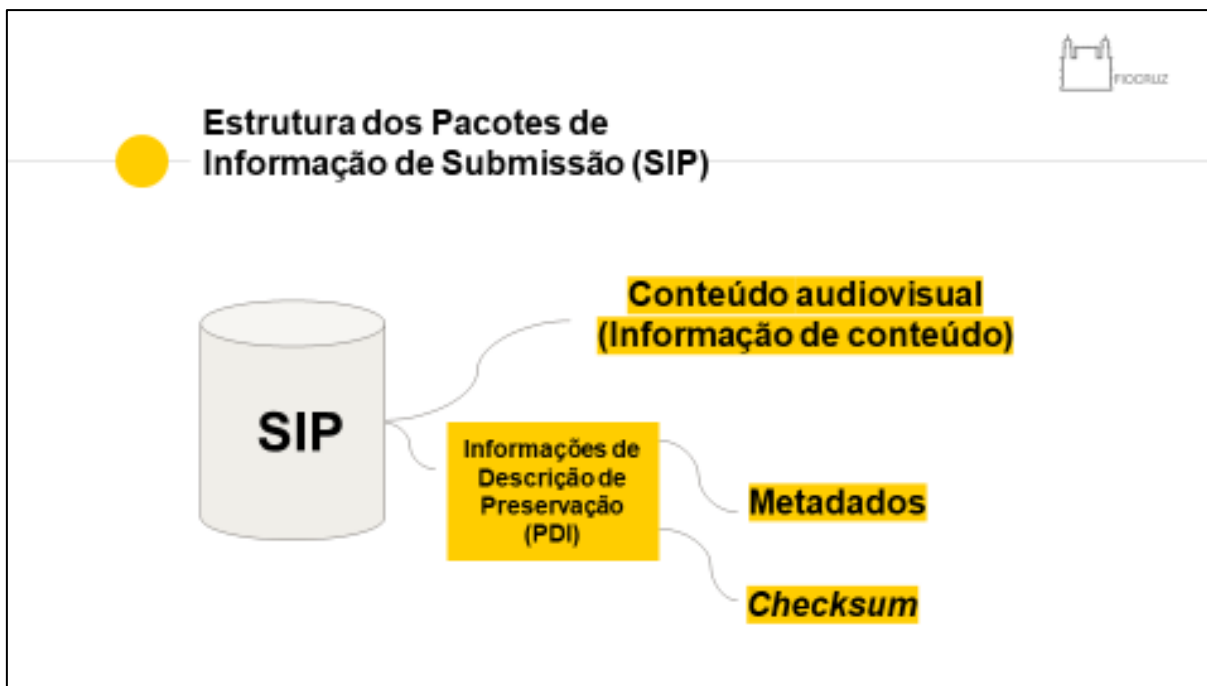 FIOCRUZ
Estrutura dos Pacotes de
Informação de Submissão (SIP)
Conteúdo audiovisual
(Informação de conteúdo)
SIP
Informações de
Descrição de
Preservação
(PDI)
Metadados
Checksum